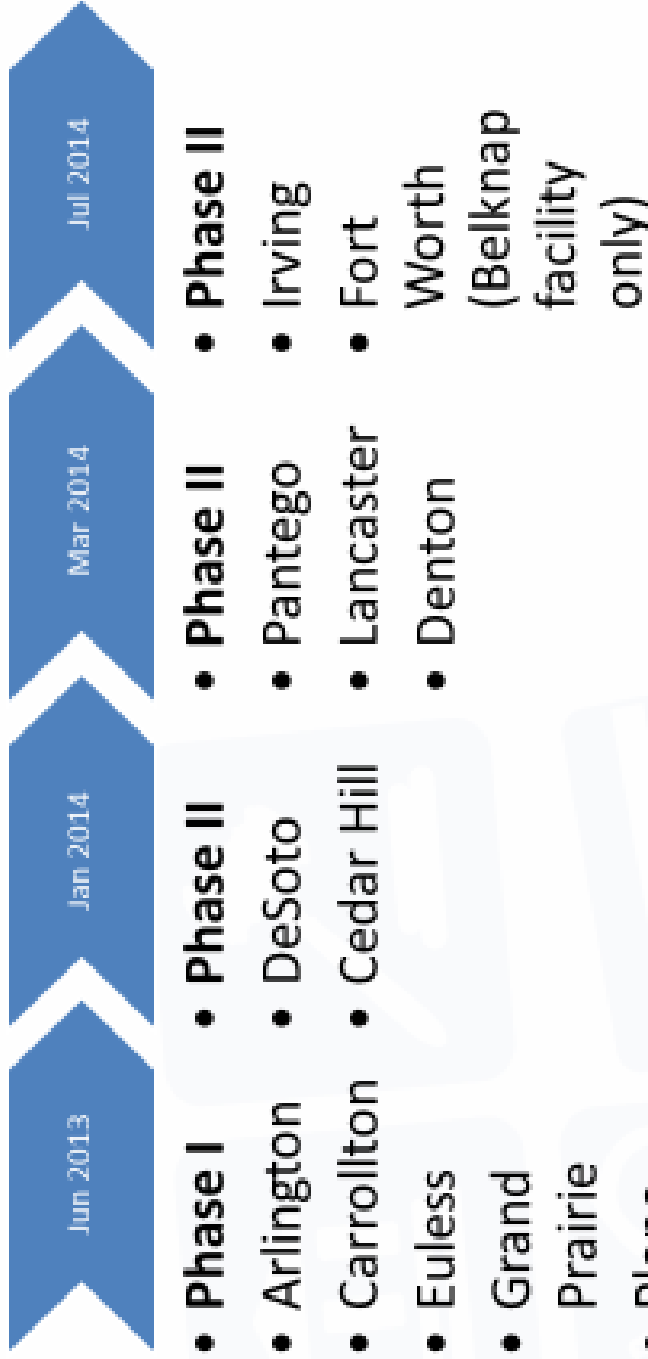 Jun 2013
• Phase I
• Arlington
• Carrollton
• Euless
• Grand
Prairie
Jan 2014
• Phase II
• DeSoto
• Cedar Hill
Mar 2014
• Phase II
• Pantego
• Lancaster
• Denton
Jul 2014
• Phase II
• Irving
• Fort
Worth
(Belknap
facility
only)